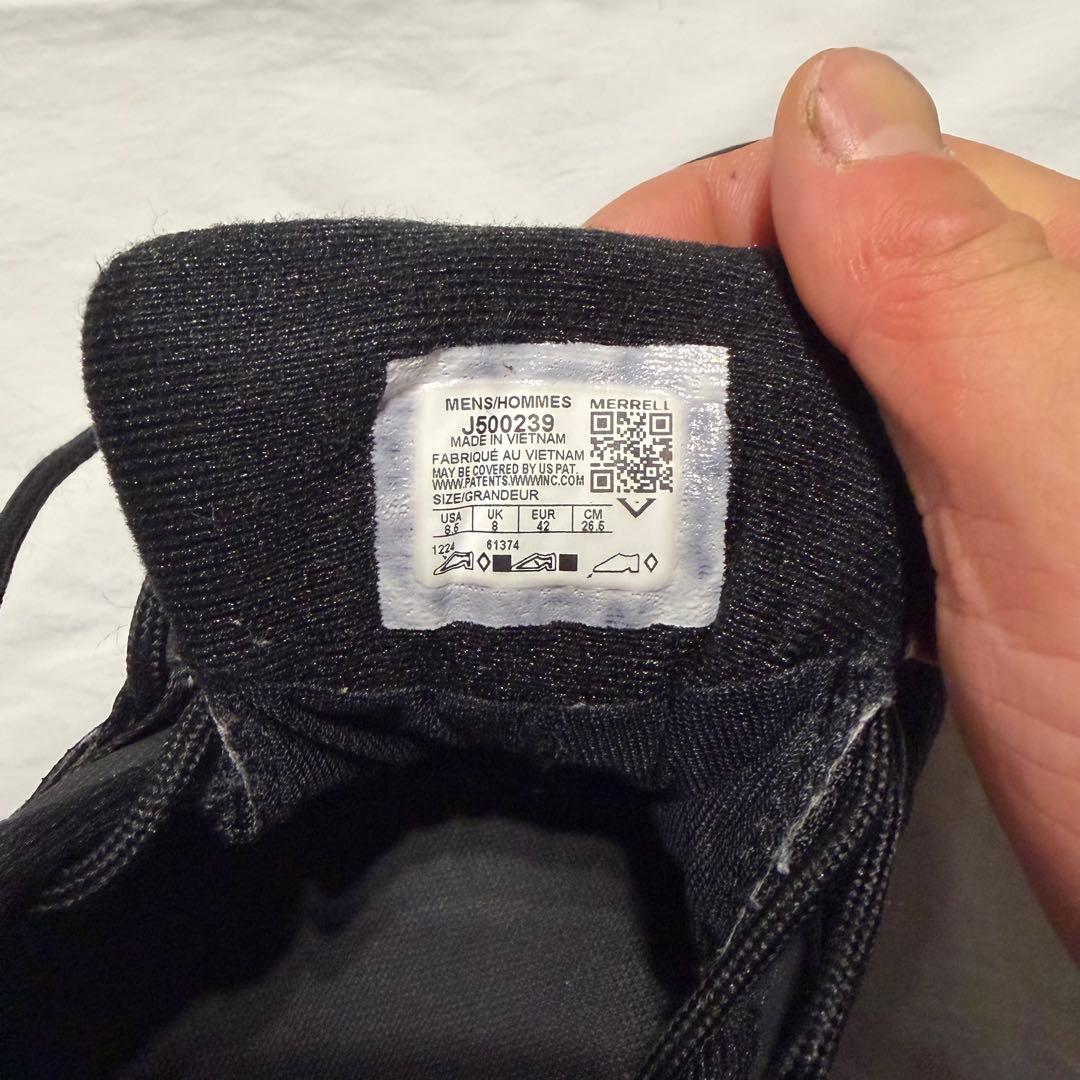 MENS/HOMMES MERRELL
J500239
MADE IN VIETNAM
FABRIQUÉ AU VIETNAM
MAY BE COVERED BY US PAT.
WWW.PATENTS.WWWINC.COM
SIZE/GRANDEUR
USA UK EUR CM
8.5 8 42 26.5
1224 61374